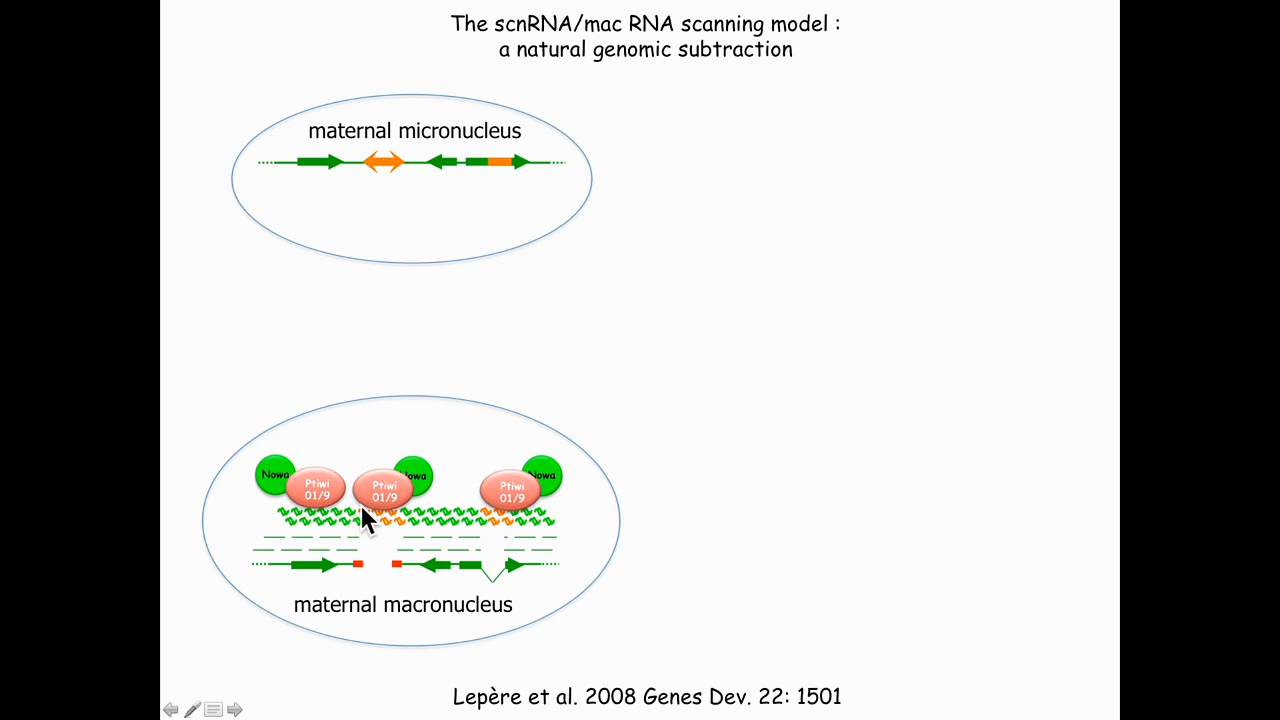 The scnRNA/mac RNA scanning model :
a natural genomic subtraction
maternal micronucleus
Nowa
Ptiwi
01/9
Ptiwi
01/9
Nowa
Ptiwi
01/9
Nowa
maternal macronucleus
Lepère et al. 2008 Genes Dev. 22: 1501